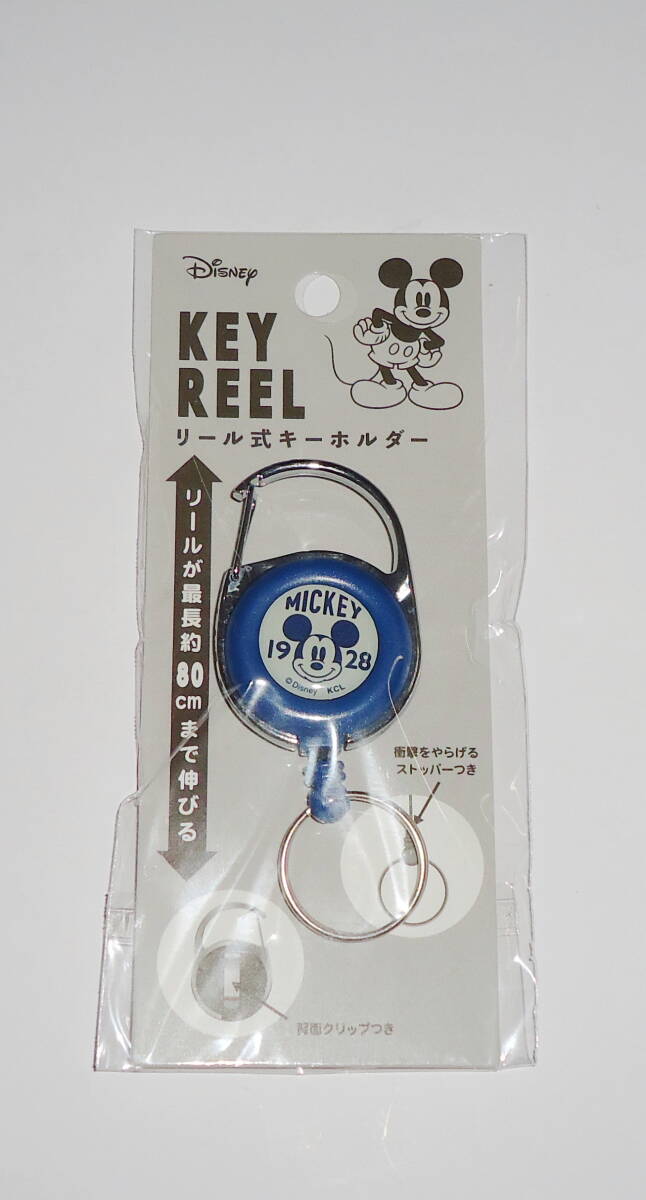 Disney
KEY
REEL
リール式キーホルダー
リールが最長約80cmまで伸びる
MICKEY
19 28
©Disney KCL
衝撃をやらげる
ストッパーつき
背面クリップつき